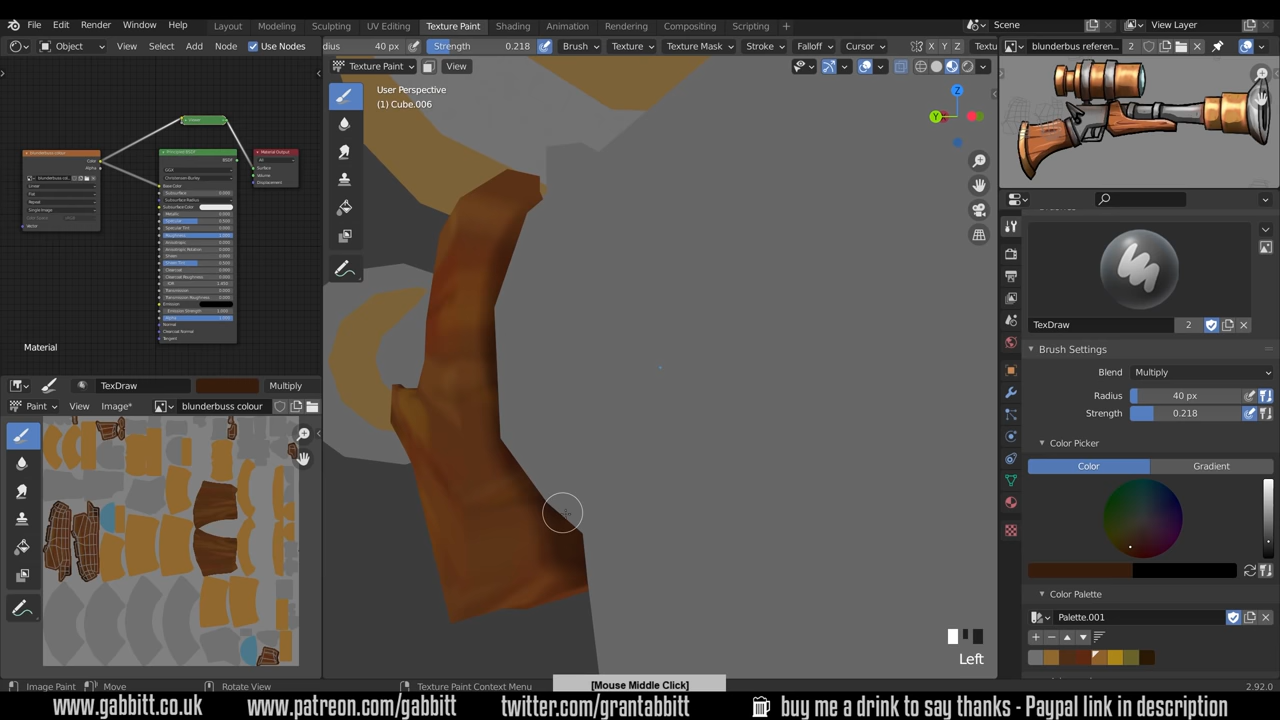 File Edit Render Window Help
Layout Modeling Sculpting UV Editing Texture Paint Shading Animation Rendering Compositing Scripting +
Scene
View Layer
Object View Select Add Node Use Nodes
dius 40 px Strength 0.218 Brush Texture Texture Mask Stroke Falloff Cursor X Y Z Textu
blunderbus referen... 2
Texture Paint View
User Perspective
(1) Cube.006
Z
Y
Material
TexDraw Multiply
Paint View Image* blunderbuss colour
TexDraw 2
Brush Settings
Blend Multiply
Radius 40 px
Strength 0.218
Color Picker
Color Gradient
Color Palette
Palette.001
Left
[Mouse Middle Click]
Image Paint Move Rotate View Texture Paint Context Menu 2.92.0
www.gabbitt.co.uk www.patreon.com/gabbitt twitter.com/grantabbitt buy me a drink to say thanks - Paypal link in description